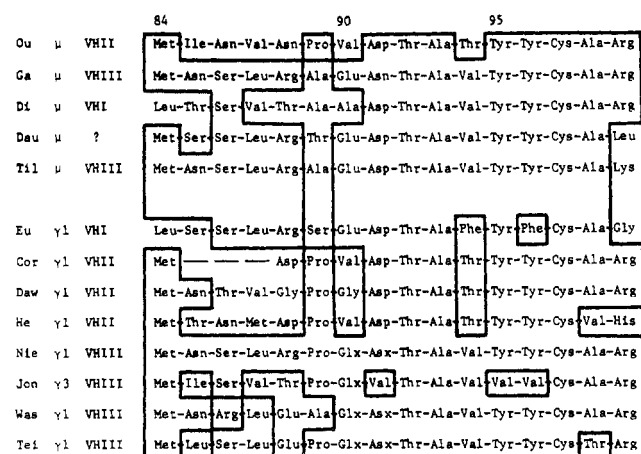 84 90 95
Ou μ VHII Met-Ile-Asn-Val-Asn-Pro-Val-Asp-Thr-Ala-Thr-Tyr-Tyr-Cys-Ala-Arg
Ga μ VHIII Met-Asn-Ser-Leu-Arg-Ala-Glu-Asn-Thr-Ala-Val-Tyr-Tyr-Cys-Ala-Arg
Di μ VHI Leu-Thr-Ser-Val-Thr-Ala-Ala-Asp-Thr-Ala-Val-Tyr-Tyr-Cys-Ala-Arg
Dau μ ? Met-Ser-Ser-Leu-Arg-Thr-Glu-Asp-Thr-Ala-Val-Tyr-Tyr-Cys-Ala-Leu
Til μ VHIII Met-Asn-Ser-Leu-Arg-Ala-Glu-Asp-Thr-Ala-Val-Tyr-Tyr-Cys-Ala-Lys
Eu γ1 VHI Leu-Ser-Ser-Leu-Arg-Ser-Glu-Asp-Thr-Ala-Phe-Tyr-Phe-Cys-Ala-Gly
Cor γ1 VHII Met — — — Asp-Pro-Val-Asp-Thr-Ala-Thr-Tyr-Tyr-Cys-Ala-Arg
Daw γ1 VHII Met-Asn-Thr-Val-Gly-Pro-Gly-Asp-Thr-Ala-Thr-Tyr-Tyr-Cys-Ala-Arg
He γ1 VHII Met-Thr-Asn-Met-Asp-Pro-Val-Asp-Thr-Ala-Thr-Tyr-Tyr-Cys-Val-His
Nie γ1 VHIII Met-Asn-Ser-Leu-Arg-Pro-Glx-Asx-Thr-Ala-Val-Tyr-Tyr-Cys-Ala-Arg
Jon γ3 VHIII Met-Ile-Ser-Val-Thr-Pro-Glx-Val-Thr-Ala-Val-Val-Val-Cys-Ala-Arg
Was γ1 VHIII Met-Asn-Arg-Leu-Glu-Ala-Glx-Asx-Thr-Ala-Val-Tyr-Tyr-Cys-Ala-Arg
Tei γ1 VHIII Met-Leu-Ser-Leu-Glu-Pro-Glx-Asx-Thr-Ala-Val-Tyr-Tyr-Cys-Thr-Arg